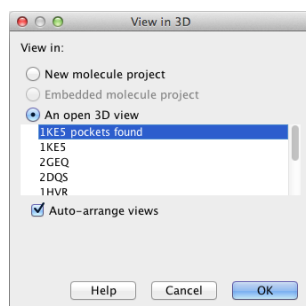 View in 3D
View in:
New molecule project
Embedded molecule project
An open 3D view
1KE5 pockets found
1KE5
2GEQ
2DQS
1HVR
Auto-arrange views
Help Cancel OK